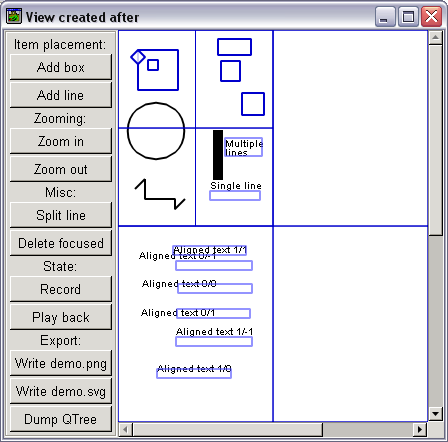 View created after
Item placement:
Add box
Add line
Zooming:
Zoom in
Zoom out
Misc:
Split line
Delete focused
State:
Record
Play back
Export:
Write demo.png
Write demo.svg
Dump QTree
Multiple
lines
Single line
Aligned text 1/1
Aligned text 0/-1
Aligned text 0/0
Aligned text 0/1
Aligned text 1/-1
Aligned text 1/0